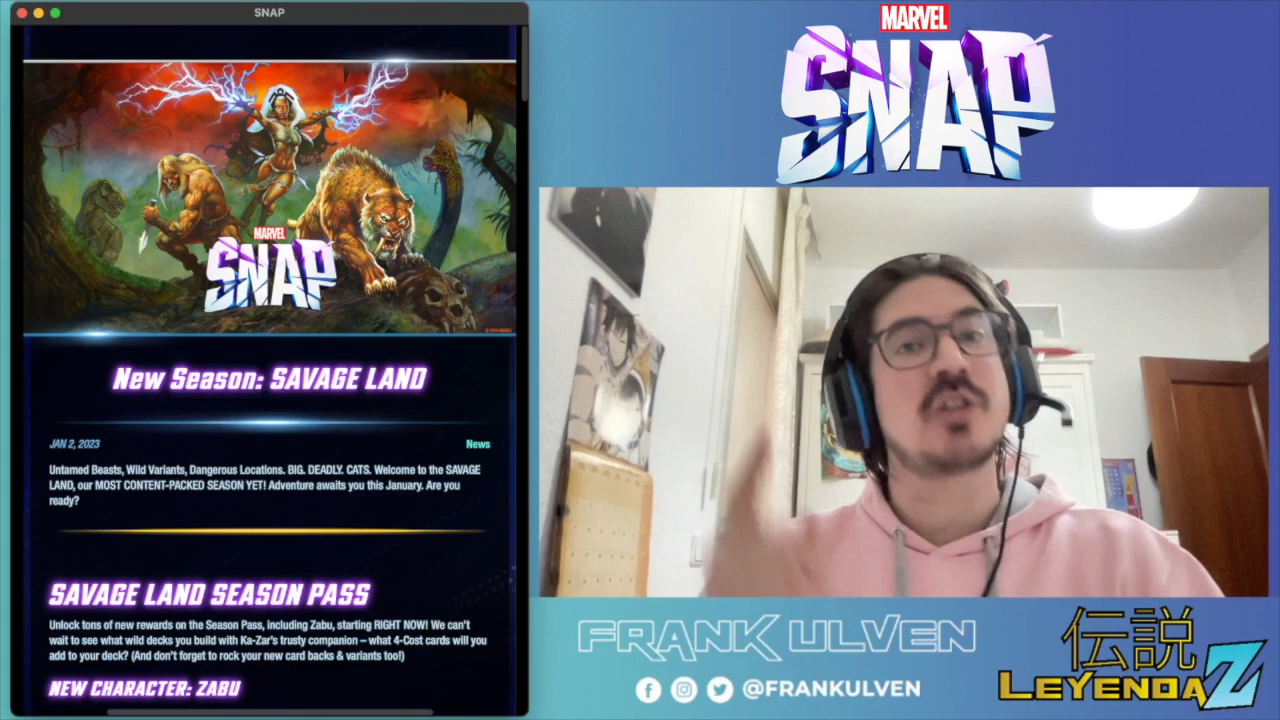 SNAP
MARVEL
SNAP
New Season: SAVAGE LAND
JAN 2, 2023
News
Untamed Beasts, Wild Variants, Dangerous Locations. BIG. DEADLY. CATS. Welcome to the SAVAGE
LAND, our MOST CONTENT-PACKED SEASON YET! Adventure awaits you this January. Are you
ready?
SAVAGE LAND SEASON PASS
Unlock tons of new rewards on the Season Pass, including Zabu, starting RIGHT NOW! We can't
wait to see what wild decks you build with Ka-Zar's trusty companion – what 4-Cost cards will you
add to your deck? (And don't forget to rock your new card backs & variants too!)
NEW CHARACTER: ZABU
MARVEL
SNAP
FRANK ULVEN
@FRANKULVEN
伝説
LEYENDA Z